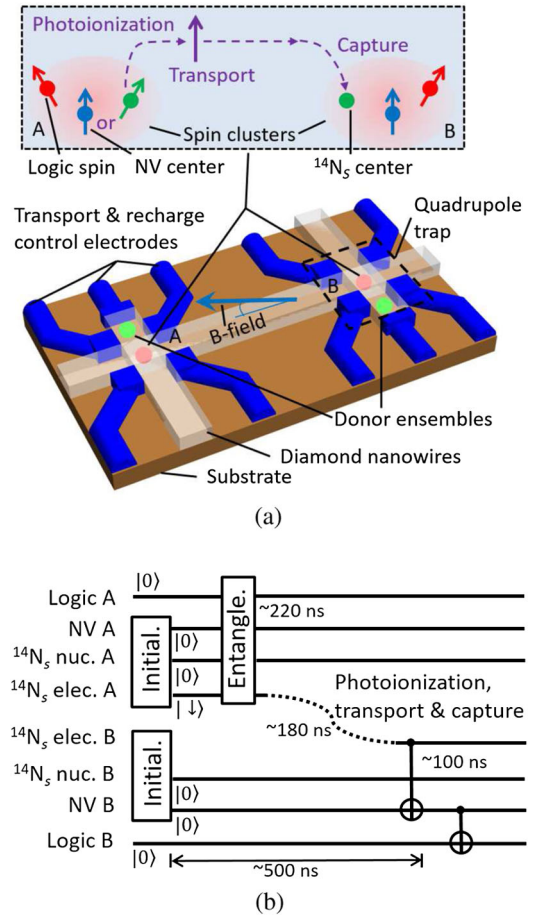 Photoionization
Capture
Transport
A
or
B
Spin clusters
Logic spin
NV center
¹⁴Nₛ center
Transport & recharge
control electrodes
Quadrupole
trap
B
A
B-field
Donor ensembles
Diamond nanowires
Substrate
(a)
|0⟩
Logic A
~220 ns
NV A
|0⟩
Initial.
Entangle.
¹⁴Nₛ nuc. A
|0⟩
¹⁴Nₛ elec. A
|↓⟩
Photoionization,
transport & capture
~180 ns
¹⁴Nₛ elec. B
~100 ns
Initial.
¹⁴Nₛ nuc. B
|0⟩
NV B
|0⟩
Logic B
|0⟩
~500 ns
(b)